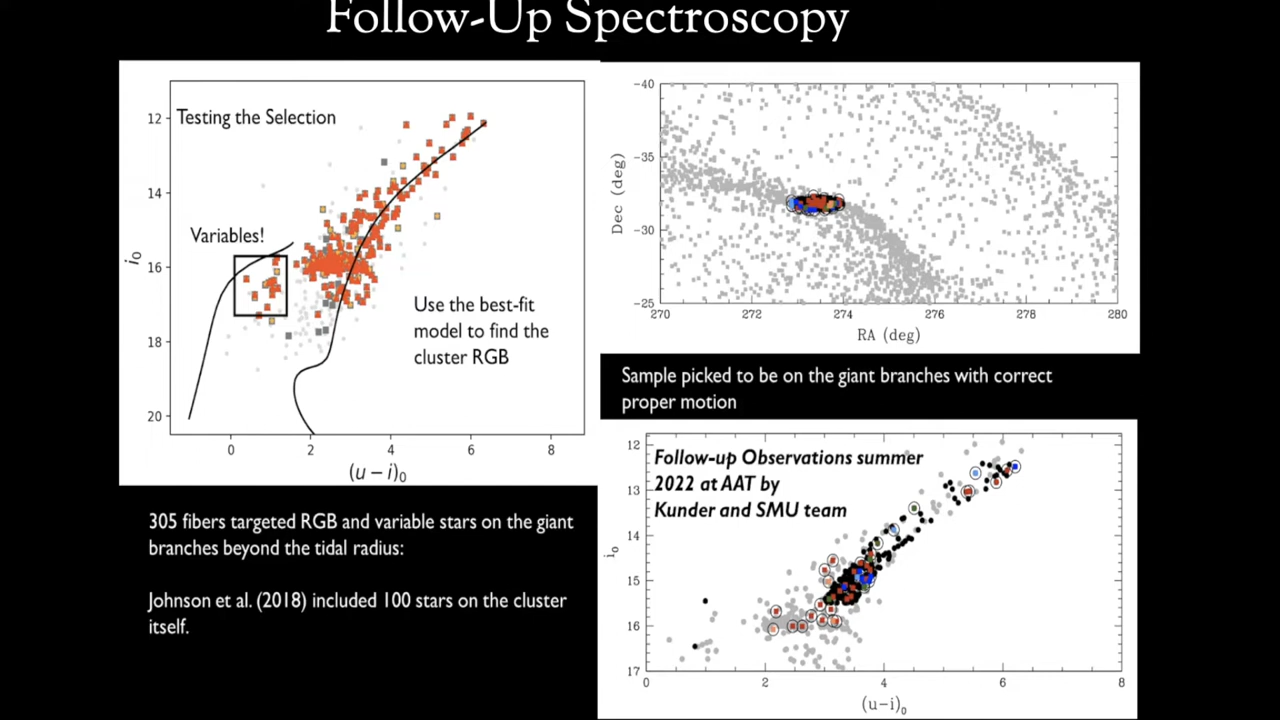 Follow-Up Spectroscopy
Testing the Selection
Variables!
Use the best-fit
model to find the
cluster RGB
12
14
16
18
20
i₀
0
2
4
6
8
(u − i)₀
-40
-35
-30
-25
Dec (deg)
270
272
274
276
278
280
RA (deg)
Sample picked to be on the giant branches with correct
proper motion
Follow-up Observations summer
2022 at AAT by
Kunder and SMU team
12
13
14
15
16
17
i₀
0
2
4
6
8
(u-i)₀
305 fibers targeted RGB and variable stars on the giant
branches beyond the tidal radius:
Johnson et al. (2018) included 100 stars on the cluster
itself.